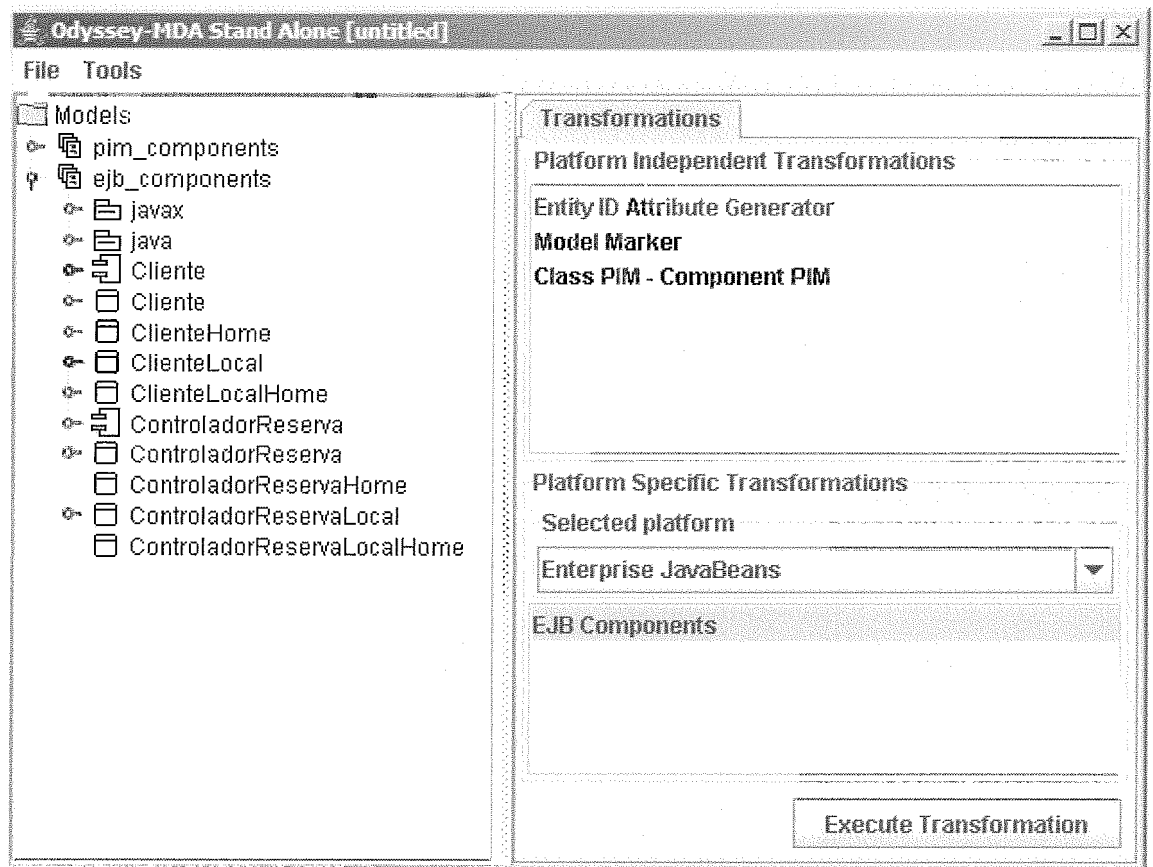 Odyssey-MDA Stand Alone [untitled]
File Tools
Models
pim_components
ejb_components
javax
java
Cliente
Cliente
ClienteHome
ClienteLocal
ClienteLocalHome
ControladorReserva
ControladorReserva
ControladorReservaHome
ControladorReservaLocal
ControladorReservaLocalHome
Transformations
Platform Independent Transformations
Entity ID Attribute Generator
Model Marker
Class PIM - Component PIM
Platform Specific Transformations
Selected platform
Enterprise JavaBeans
EJB Components
Execute Transformation